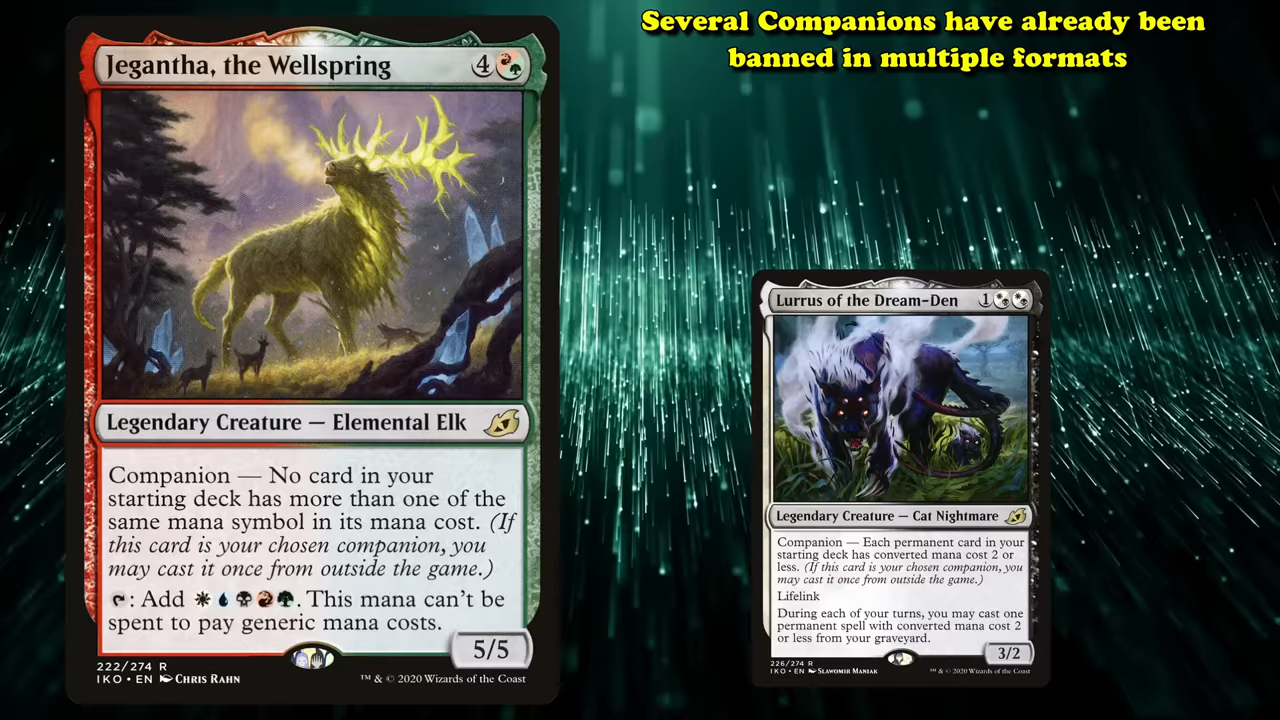 Several Companions have already been
banned in multiple formats
Jegantha, the Wellspring 4
Legendary Creature — Elemental Elk
Companion — No card in your
starting deck has more than one of the
same mana symbol in its mana cost. (If
this card is your chosen companion, you
may cast it once from outside the game.)
: Add . This mana can't be
spent to pay generic mana costs.
5/5
222/274 R
IKO • EN Chris Rahn
™ & © 2020 Wizards of the Coast
Lurrus of the Dream-Den 1
Legendary Creature — Cat Nightmare
Companion — Each permanent card in your
starting deck has converted mana cost 2 or
less. (If this card is your chosen companion, you
may cast it once from outside the game.)
Lifelink
During each of your turns, you may cast one
permanent spell with converted mana cost 2
or less from your graveyard.
3/2
226/274 R
IKO • EN Slawomir Maniak
™ & © 2020 Wizards of the Coast